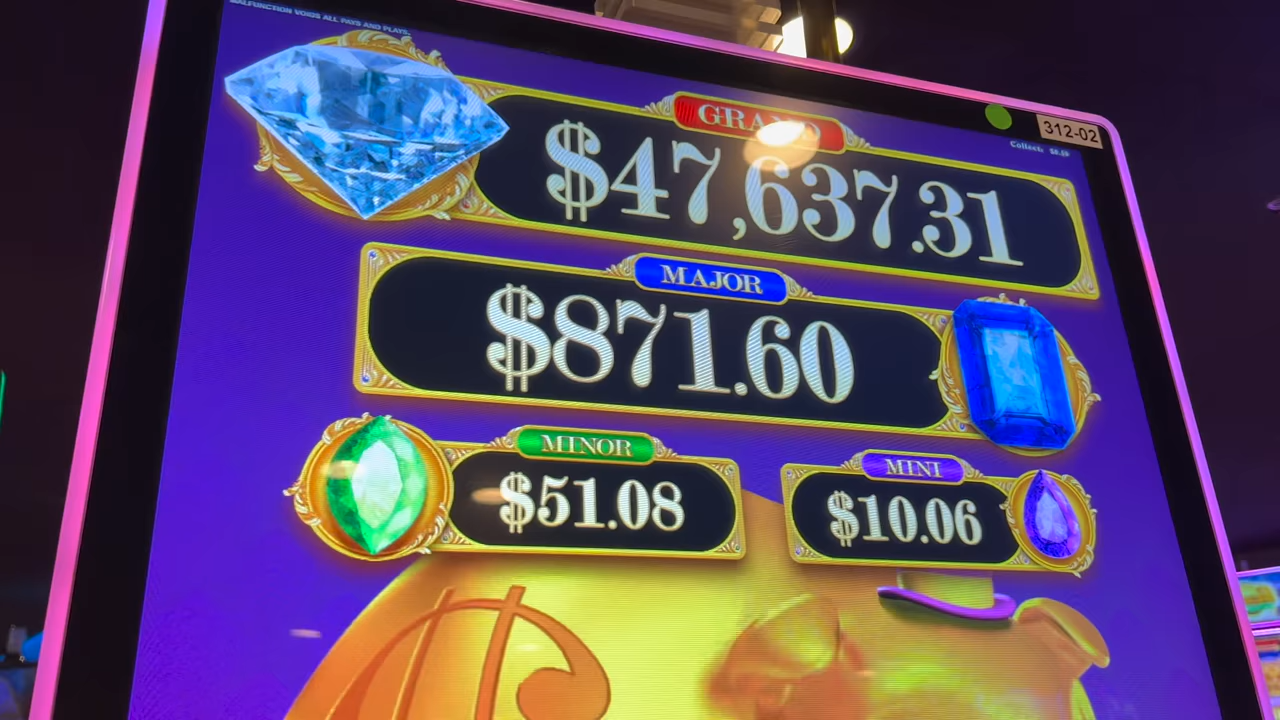 MALFUNCTION VOIDS ALL PAYS AND PLAYS.
GRAND
312-02
$47,637.31
MAJOR
$871.60
MINOR
MINI
$51.08
$10.06